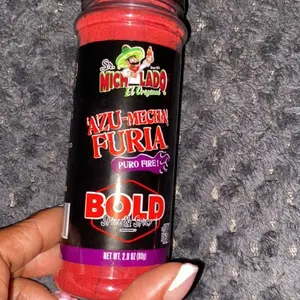 Sr.
MICHELADO
El Original
AZU-MECHA!
FURIA
PURO FIRE!
BOLD
NET WT. 2.8 OZ (80g)